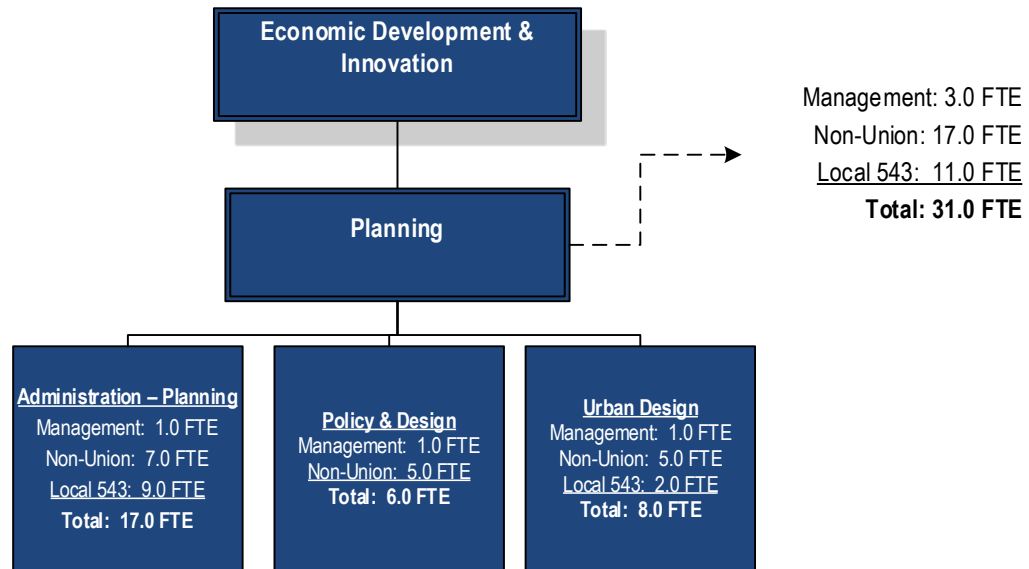 Economic Development &
Innovation
Management: 3.0 FTE
Non-Union: 17.0 FTE
Local 543: 11.0 FTE
Total: 31.0 FTE
Planning
Administration – Planning
Management: 1.0 FTE
Non-Union: 7.0 FTE
Local 543: 9.0 FTE
Total: 17.0 FTE
Policy & Design
Management: 1.0 FTE
Non-Union: 5.0 FTE
Total: 6.0 FTE
Urban Design
Management: 1.0 FTE
Non-Union: 5.0 FTE
Local 543: 2.0 FTE
Total: 8.0 FTE